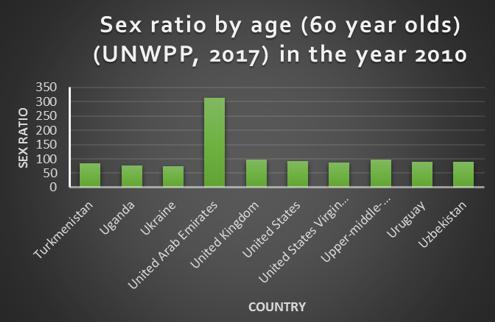 Sex ratio by age (60 year olds)
(UNWPP, 2017) in the year 2010
350
300
250
200
150
100
50
0
SEX RATIO
Turkmenistan
Uganda
Ukraine
United Arab Emirates
United Kingdom
United States
United States Virgin...
Upper-middle-...
Uruguay
Uzbekistan
COUNTRY